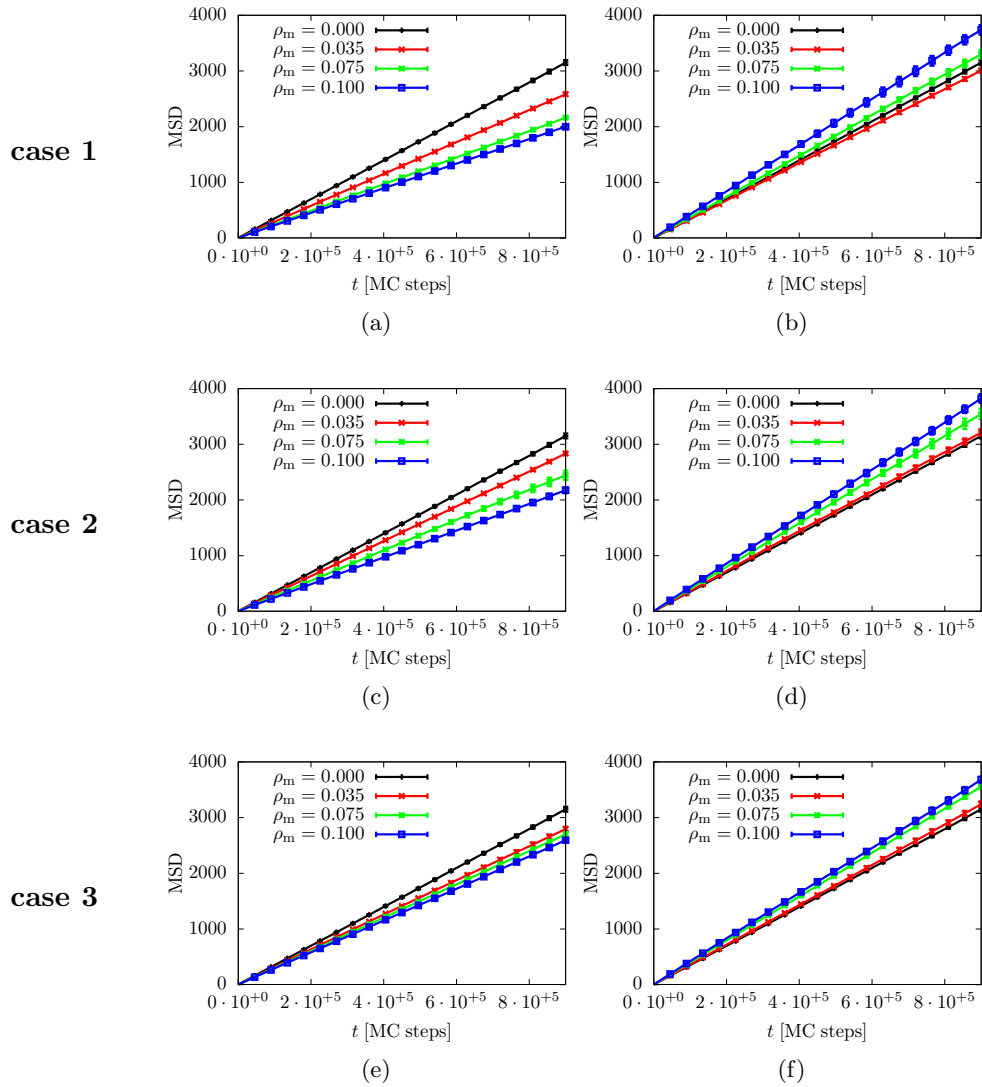 case 1
4000
3000
2000
1000
0
MSD
ρm = 0.000
ρm = 0.035
ρm = 0.075
ρm = 0.100
0 · 10+0 2 · 10+5 4 · 10+5 6 · 10+5 8 · 10+5
t [MC steps]
(a)
4000
3000
2000
1000
0
MSD
ρm = 0.000
ρm = 0.035
ρm = 0.075
ρm = 0.100
0 · 10+0 2 · 10+5 4 · 10+5 6 · 10+5 8 · 10+5
t [MC steps]
(b)
case 2
4000
3000
2000
1000
0
MSD
ρm = 0.000
ρm = 0.035
ρm = 0.075
ρm = 0.100
0 · 10+0 2 · 10+5 4 · 10+5 6 · 10+5 8 · 10+5
t [MC steps]
(c)
4000
3000
2000
1000
0
MSD
ρm = 0.000
ρm = 0.035
ρm = 0.075
ρm = 0.100
0 · 10+0 2 · 10+5 4 · 10+5 6 · 10+5 8 · 10+5
t [MC steps]
(d)
case 3
4000
3000
2000
1000
0
MSD
ρm = 0.000
ρm = 0.035
ρm = 0.075
ρm = 0.100
0 · 10+0 2 · 10+5 4 · 10+5 6 · 10+5 8 · 10+5
t [MC steps]
(e)
4000
3000
2000
1000
0
MSD
ρm = 0.000
ρm = 0.035
ρm = 0.075
ρm = 0.100
0 · 10+0 2 · 10+5 4 · 10+5 6 · 10+5 8 · 10+5
t [MC steps]
(f)